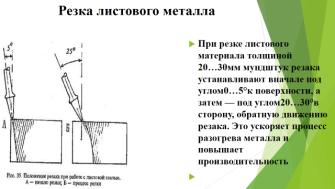 Резка листового металла
5°
25°
А
При резке листового
материала толщиной
20…30мм мундштук резака
устанавливают вначале под
углом0…5°к поверхности, а
затем — под углом20…30°в
сторону, обратную движению
резака. Это ускоряет процесс
разогрева металла и
повышает
производительность
Положение резака при работе с листовой сталью.
А — начало резки; Б — процесс резки